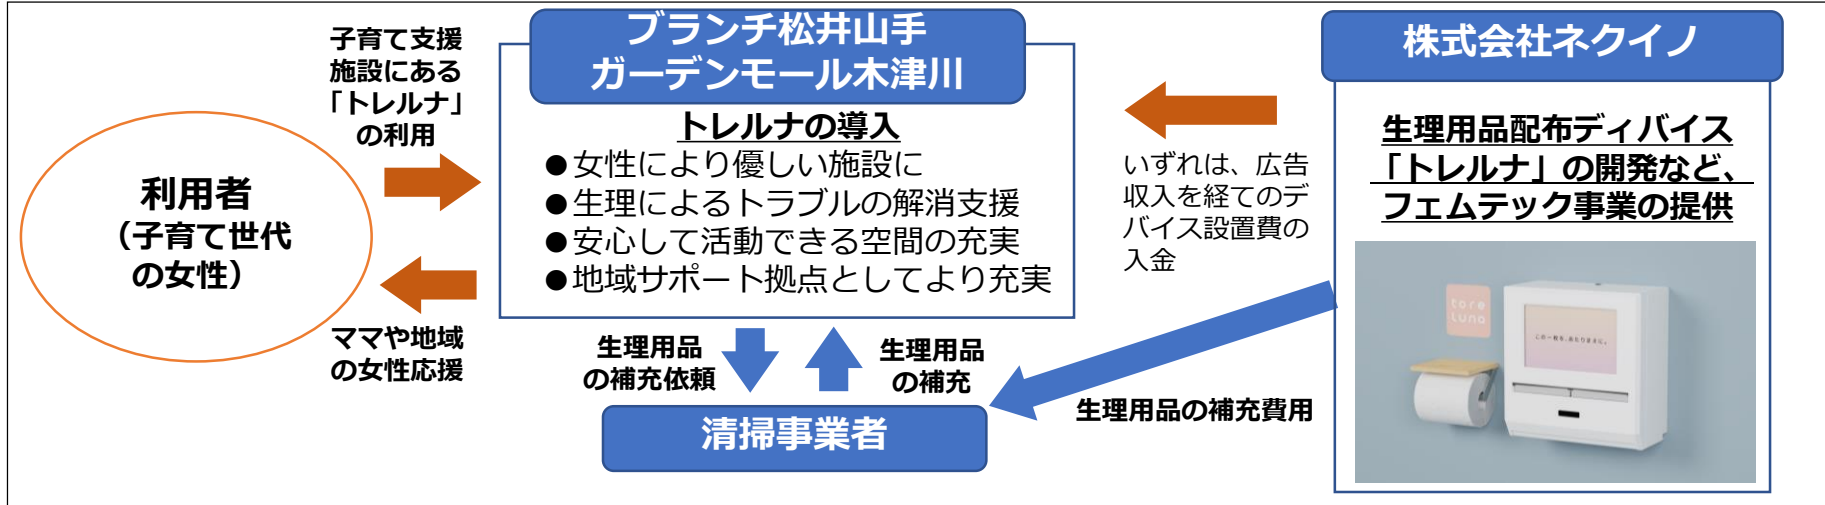 子育て支援
施設にある
「トレルナ」
の利用
利用者
（子育て世代
の女性）
ママや地域
の女性応援
ブランチ松井山手
ガーデンモール木津川
トレルナの導入
●女性により優しい施設に
●生理によるトラブルの解消支援
●安心して活動できる空間の充実
●地域サポート拠点としてより充実
生理用品
の補充依頼
生理用品
の補充
清掃事業者
いずれは、広告
収入を経てのデ
バイス設置費の
入金
生理用品の補充費用
株式会社ネクイノ
生理用品配布ディバイス
「トレルナ」の開発など、
フェムテック事業の提供
tore
luna